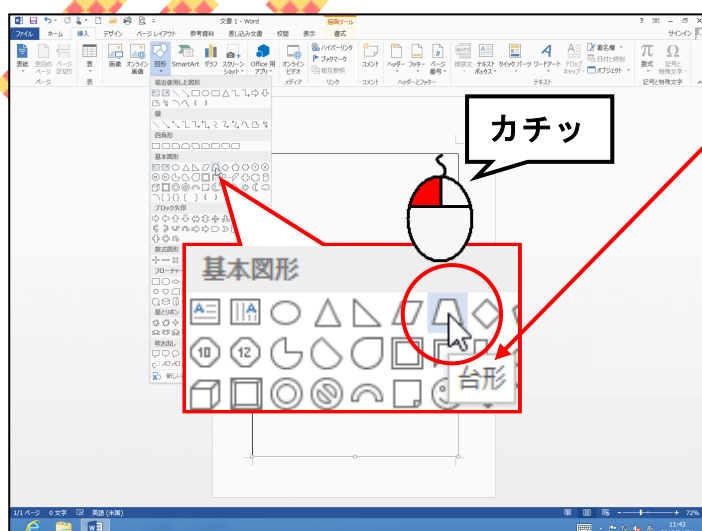 文書 1 - Word
描画ツール
ファイル ホーム 挿入 デザイン ページ レイアウト 参考資料 差し込み文書 校閲 表示 書式
サインイン
表紙 空白の ページ 表 画像 オンライン 図形 SmartArt グラフ スクリーン Office 用 オンライン ハイパーリンク コメント ヘッダー フッター ページ テキスト クイック パーツ ワードアート ドロップ 署名欄 数式 記号と
ページ 区切り 画像 ショット アプリ ビデオ ブックマーク 番号 ボックス キャップ 日付と時刻 特殊文字
相互参照 オブジェクト
ページ 表 メディア リンク コメント ヘッダーとフッター テキスト 記号と特殊文字
最近使用した図形
線
四角形
基本図形
ブロック矢印
数式図形
フローチャー
星とリボン
吹き出し
新しい
カチッ
基本図形
10 12
台形
1/1 ページ 0 文字 英語 (米国)
72%
11:43